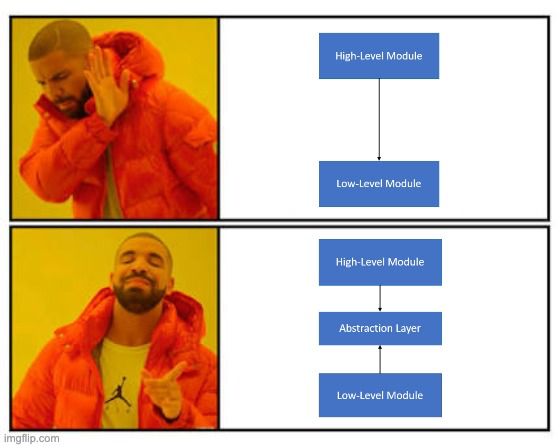 High-Level Module
Low-Level Module
High-Level Module
Abstraction Layer
Low-Level Module
imgflip.com